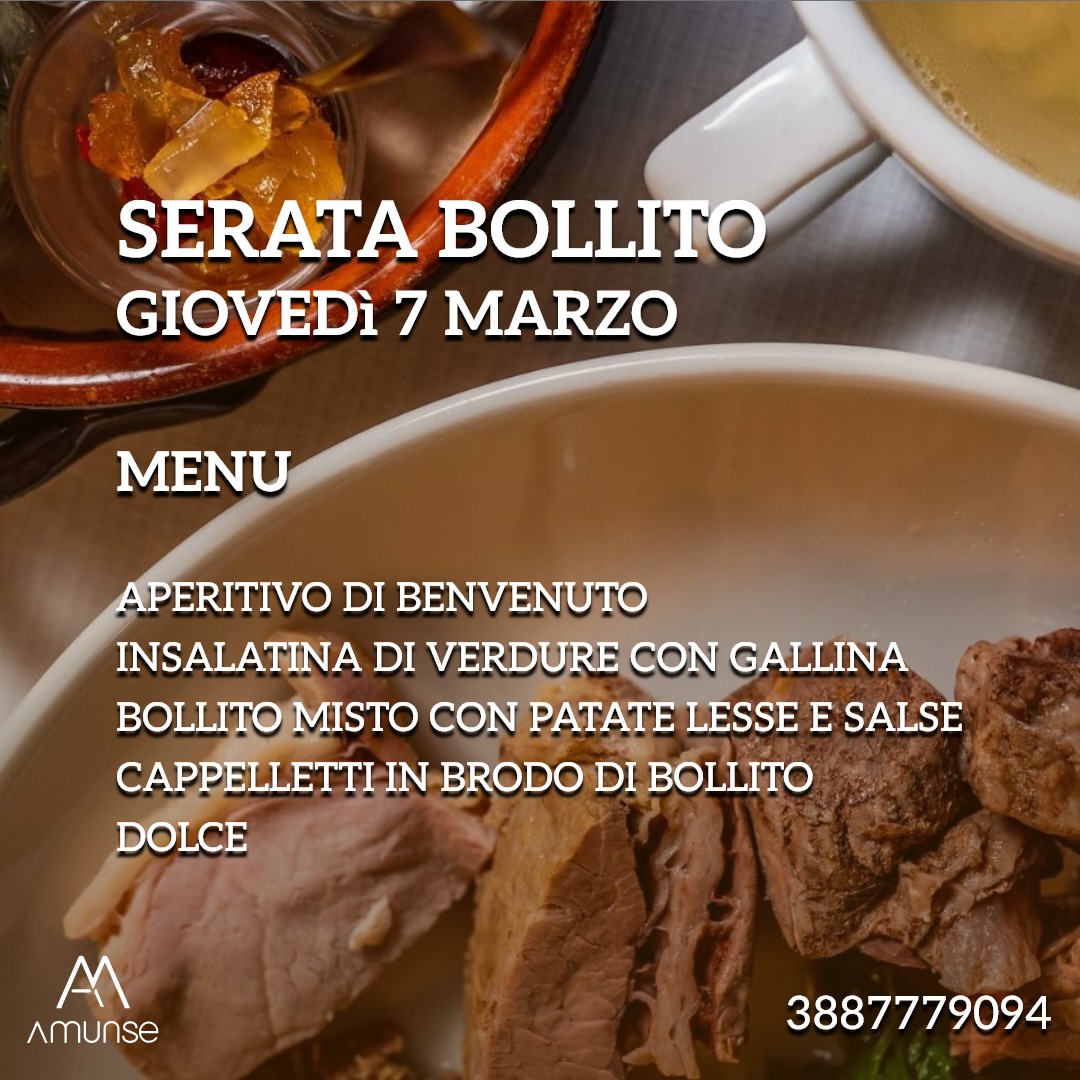 SERATA BOLLITO
GIOVEDì 7 MARZO
MENU
APERITIVO DI BENVENUTO
INSALATINA DI VERDURE CON GALLINA
BOLLITO MISTO CON PATATE LESSE E SALSE
CAPPELLETTI IN BRODO DI BOLLITO
DOLCE
AMUNSE
3887779094